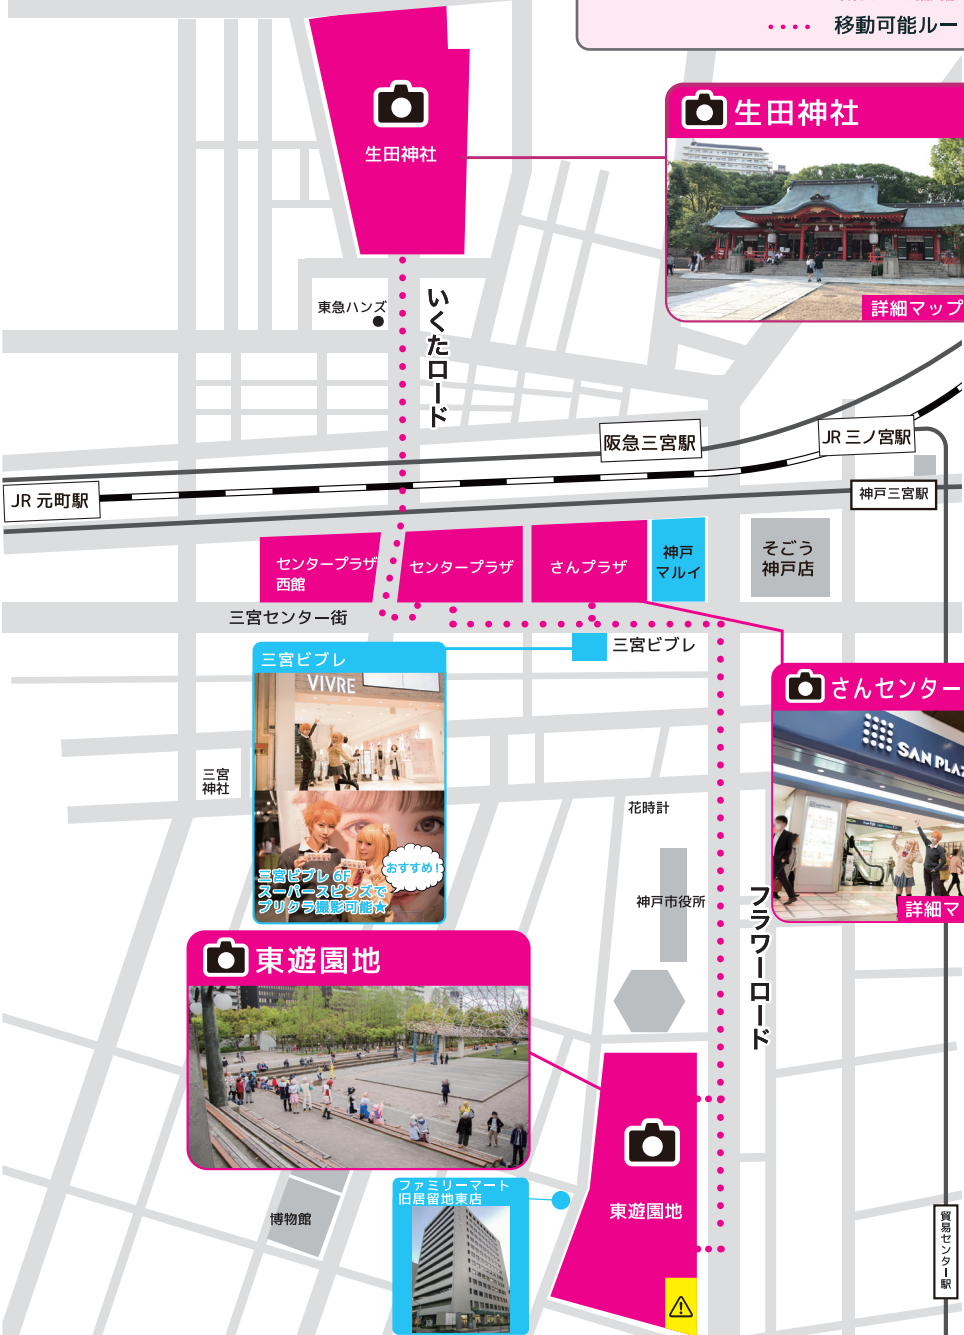 移動可能ルー
生田神社
生田神社
詳細マップ
東急ハンズ
いくたロード
阪急三宮駅
JR 三ノ宮駅
JR 元町駅
神戸三宮駅
センタープラザ
西館
センタープラザ
さんプラザ
神戸
マルイ
そごう
神戸店
三宮センター街
三宮ビブレ
三宮ビブレ
VIVRE
さんセンター
SAN PLAZ
詳細マ
三宮
神社
花時計
おすすめ!
三宮ビブレ 6F
スーパースピンズで
プリクラ撮影可能★
神戸市役所
フラワーロード
東遊園地
東遊園地
ファミリーマート
旧居留地東店
博物館
貿易センター駅